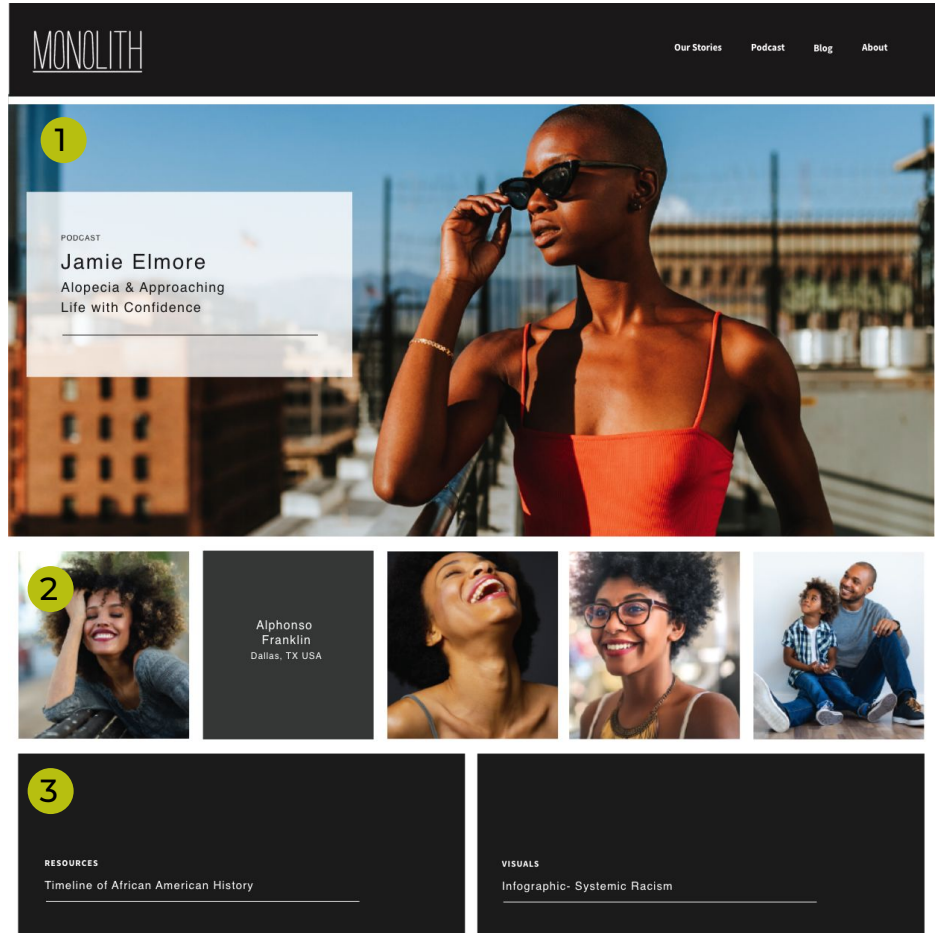 MONOLITH
Our Stories
Podcast
Blog
About
1
PODCAST
Jamie Elmore
Alopecia & Approaching
Life with Confidence
2
Alphonso
Franklin
Dallas, TX USA
3
RESOURCES
Timeline of African American History
VISUALS
Infographic- Systemic Racism